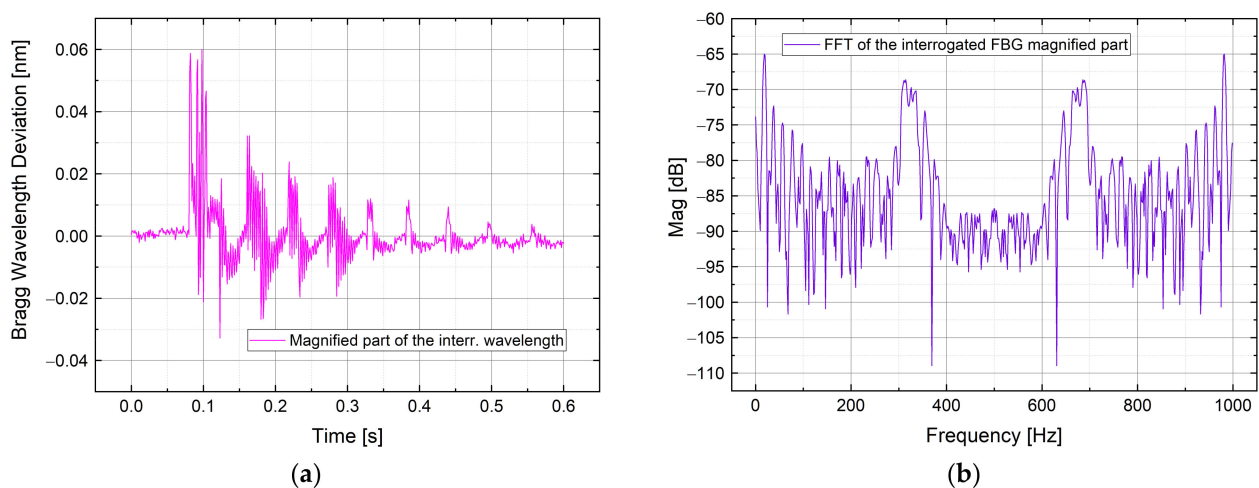 0.06
0.04
0.02
0.00
−0.02
−0.04
Bragg Wavelength Deviation [nm]
Magnified part of the interr. wavelength
0.0 0.1 0.2 0.3 0.4 0.5 0.6
Time [s]
(a)
−60
−65
−70
−75
−80
−85
−90
−95
−100
−105
−110
Mag [dB]
FFT of the interrogated FBG magnified part
0 200 400 600 800 1000
Frequency [Hz]
(b)